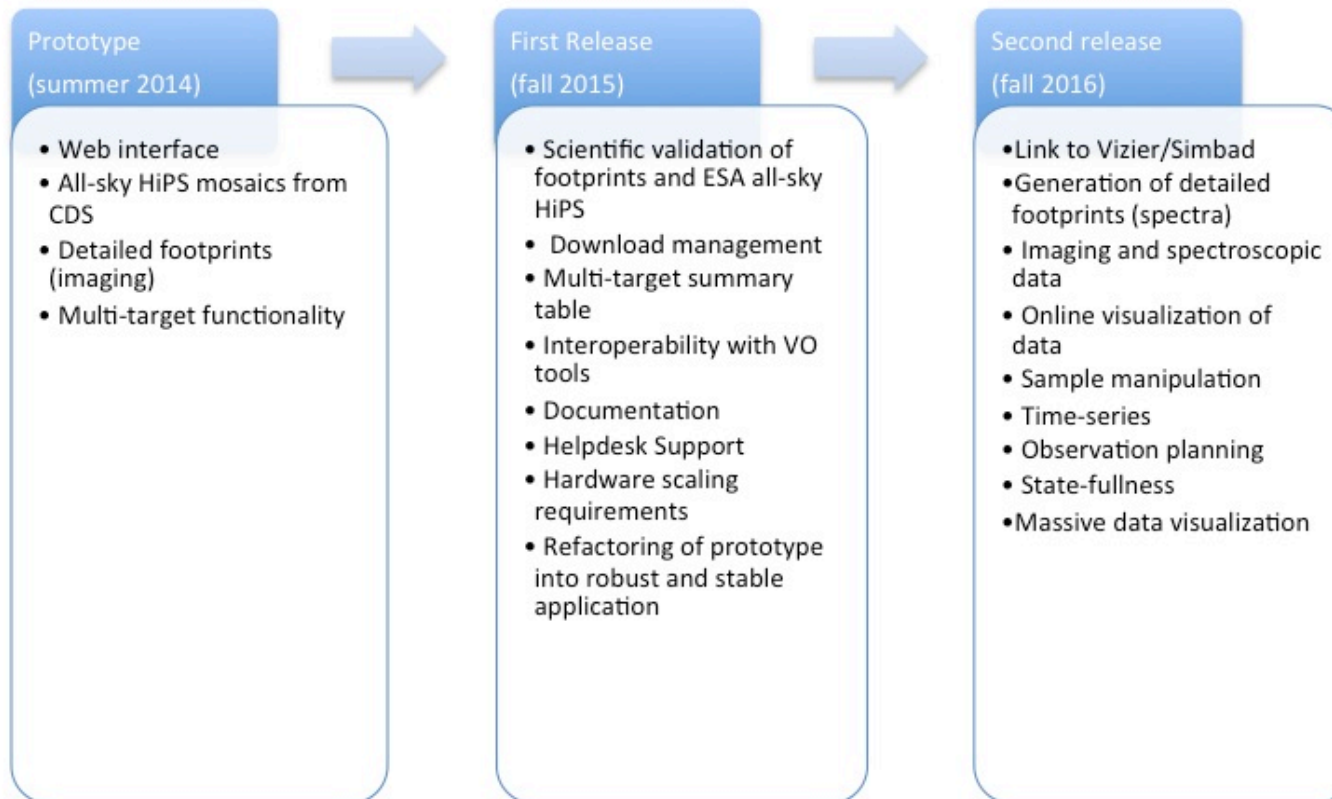 Prototype
(summer 2014)
• Web interface
• All-sky HiPS mosaics from
CDS
• Detailed footprints
(imaging)
• Multi-target functionality
First Release
(fall 2015)
• Scientific validation of
footprints and ESA all-sky
HiPS
• Download management
• Multi-target summary
table
• Interoperability with VO
tools
• Documentation
• Helpdesk Support
• Hardware scaling
requirements
• Refactoring of prototype
into robust and stable
application
Second release
(fall 2016)
•Link to Vizier/Simbad
•Generation of detailed
footprints (spectra)
• Imaging and spectroscopic
data
• Online visualization of
data
• Sample manipulation
• Time-series
• Observation planning
• State-fullness
•Massive data visualization